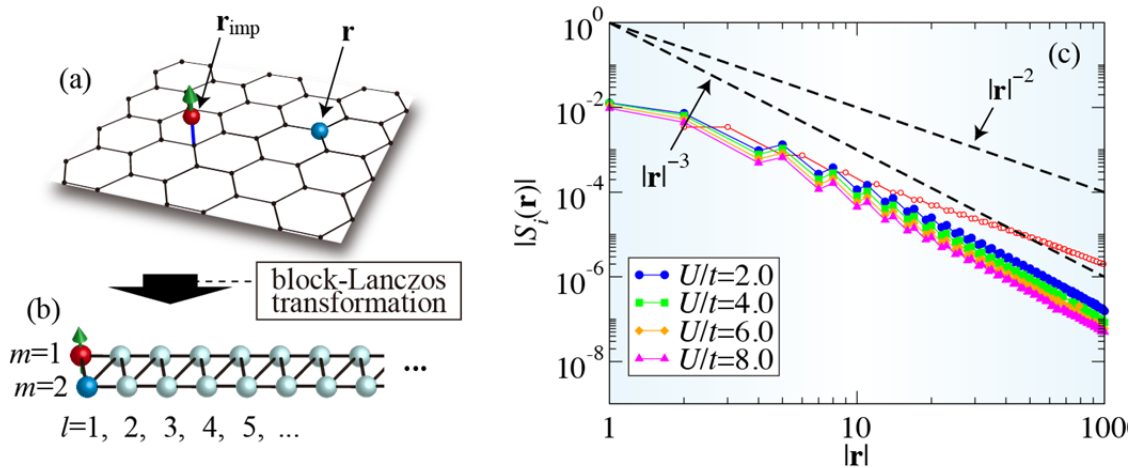 (a)
r_imp
r
block-Lanczos
transformation
(b)
m=1
m=2
l=1, 2, 3, 4, 5, ...
...
(c)
|S_i(r)|
10^0
10^-2
10^-4
10^-6
10^-8
|r|^-2
|r|^-3
U/t=2.0
U/t=4.0
U/t=6.0
U/t=8.0
1 10 100
|r|